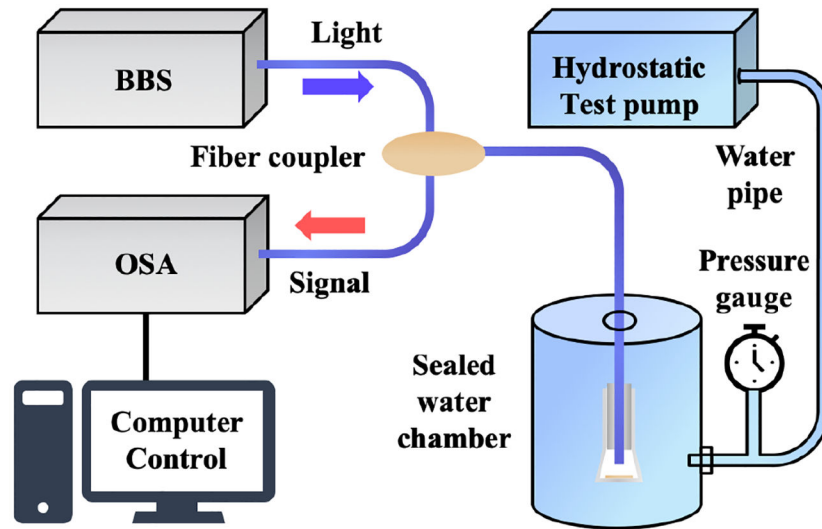 Light
BBS
Hydrostatic
Test pump
Fiber coupler
Water
pipe
OSA
Signal
Pressure
gauge
Sealed
water
chamber
Computer
Control